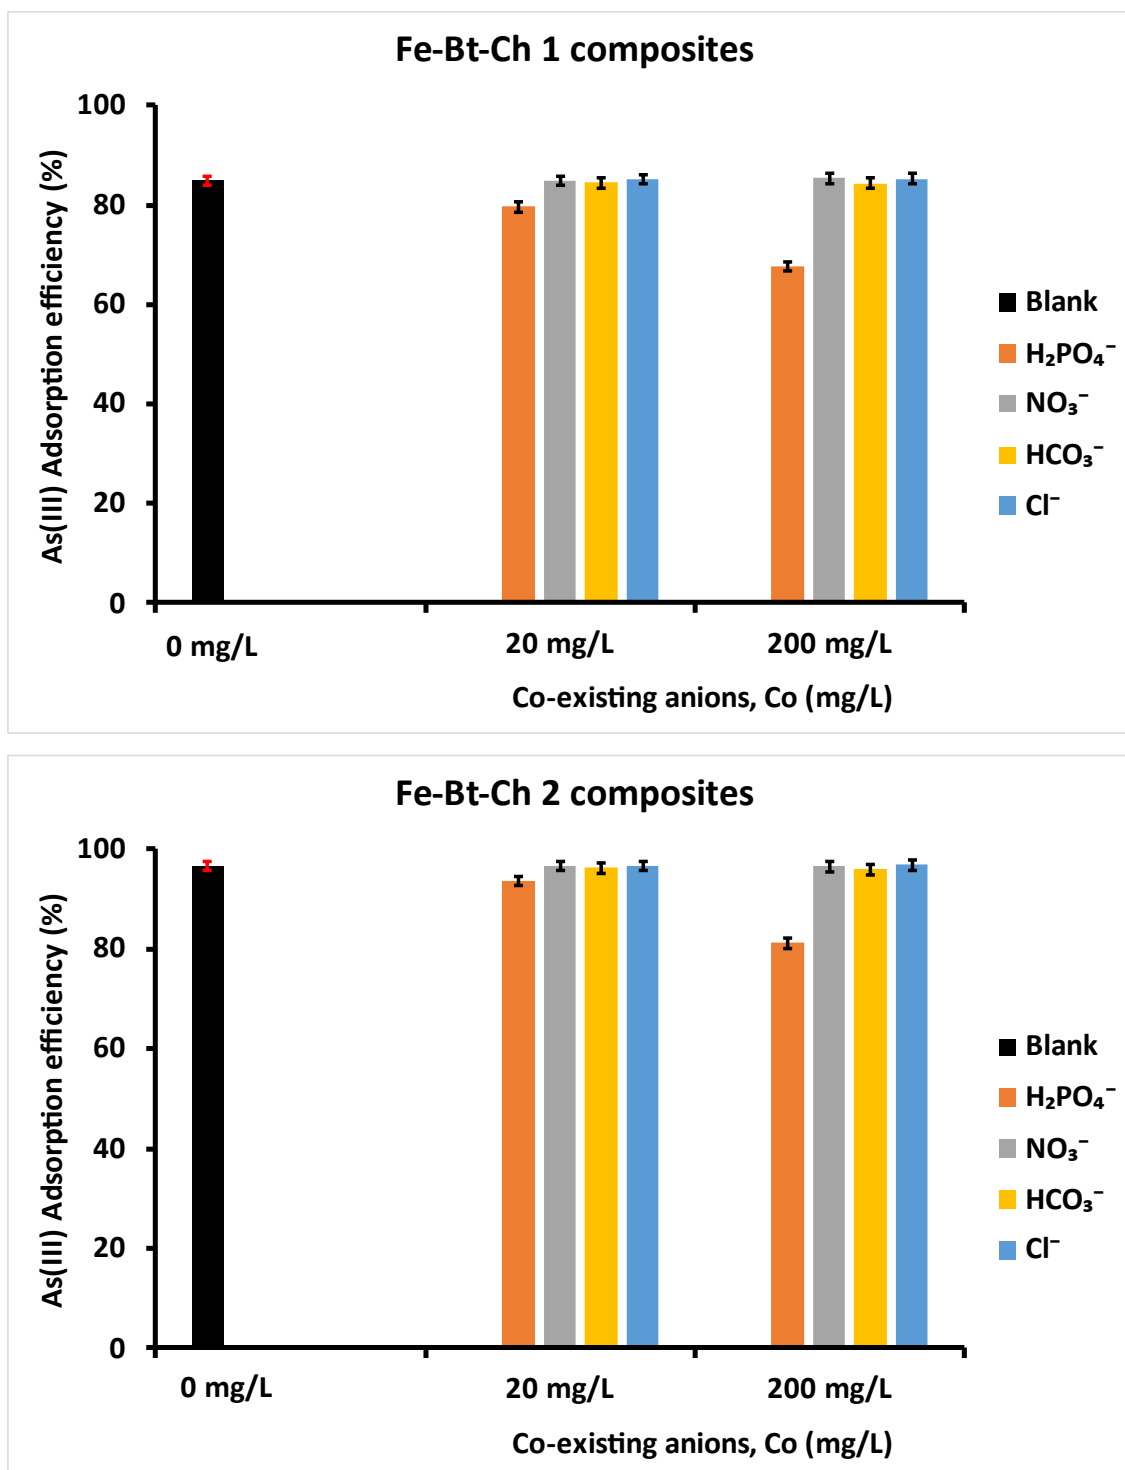 Fe-Bt-Ch 1 composites
As(III) Adsorption efficiency (%)
100
80
60
40
20
0
0 mg/L
20 mg/L
200 mg/L
Co-existing anions, Co (mg/L)
Blank
H₂PO₄⁻
NO₃⁻
HCO₃⁻
Cl⁻
Fe-Bt-Ch 2 composites
As(III) Adsorption efficiency (%)
100
80
60
40
20
0
0 mg/L
20 mg/L
200 mg/L
Co-existing anions, Co (mg/L)
Blank
H₂PO₄⁻
NO₃⁻
HCO₃⁻
Cl⁻